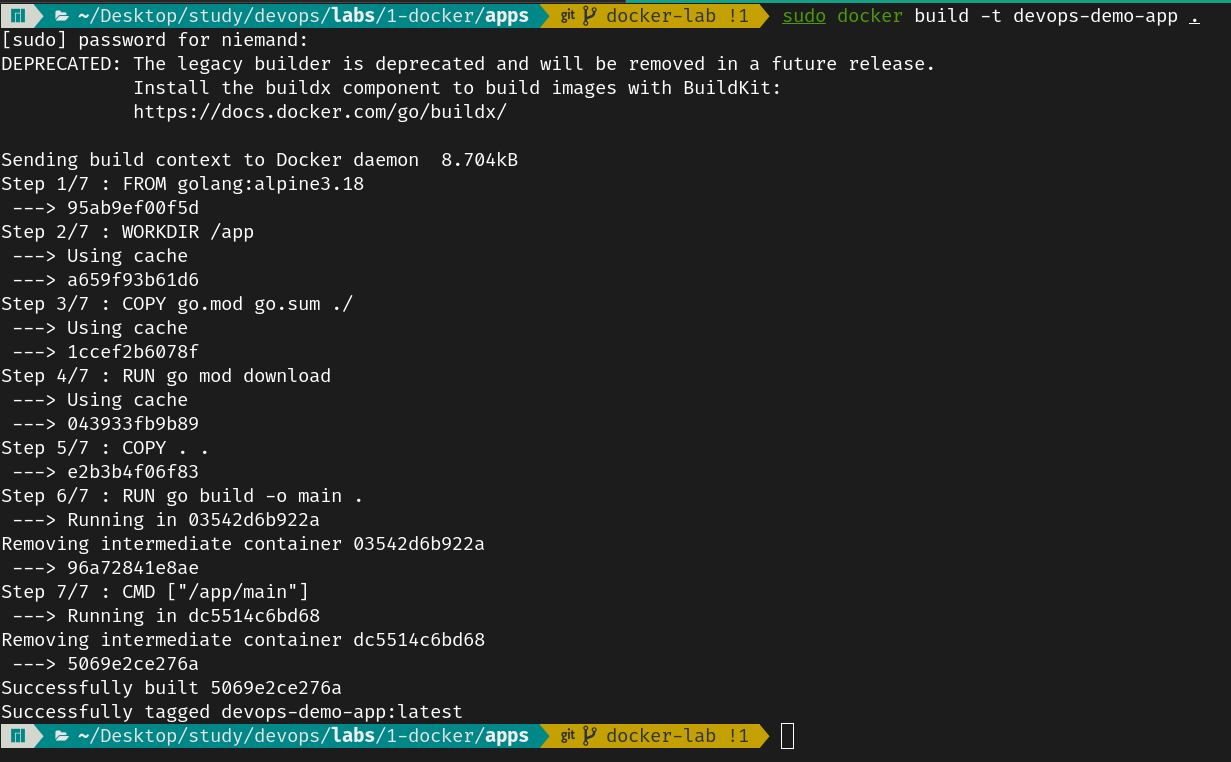 ~/Desktop/study/devops/labs/1-docker/apps git docker-lab !1 sudo docker build -t devops-demo-app .
[sudo] password for niemand:
DEPRECATED: The legacy builder is deprecated and will be removed in a future release.
            Install the buildx component to build images with BuildKit:
            https://docs.docker.com/go/buildx/

Sending build context to Docker daemon  8.704kB
Step 1/7 : FROM golang:alpine3.18
 ---> 95ab9ef00f5d
Step 2/7 : WORKDIR /app
 ---> Using cache
 ---> a659f93b61d6
Step 3/7 : COPY go.mod go.sum ./
 ---> Using cache
 ---> 1ccef2b6078f
Step 4/7 : RUN go mod download
 ---> Using cache
 ---> 043933fb9b89
Step 5/7 : COPY . .
 ---> e2b3b4f06f83
Step 6/7 : RUN go build -o main .
 ---> Running in 03542d6b922a
Removing intermediate container 03542d6b922a
 ---> 96a72841e8ae
Step 7/7 : CMD ["/app/main"]
 ---> Running in dc5514c6bd68
Removing intermediate container dc5514c6bd68
 ---> 5069e2ce276a
Successfully built 5069e2ce276a
Successfully tagged devops-demo-app:latest
~/Desktop/study/devops/labs/1-docker/apps git docker-lab !1